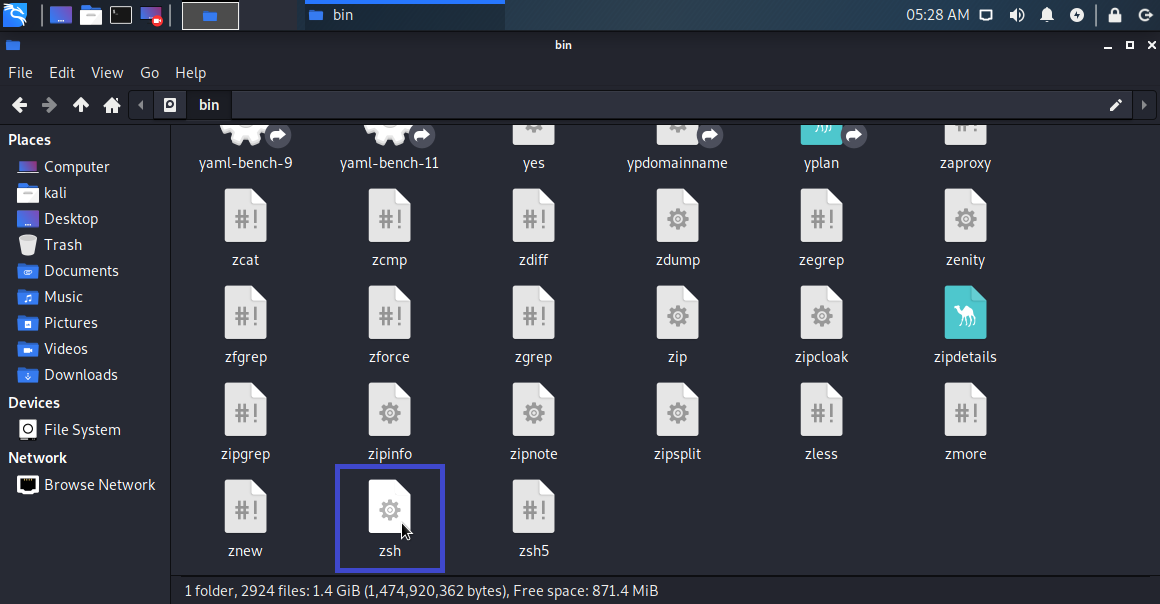 bin
05:28 AM
bin
File Edit View Go Help
bin
Places
Computer
kali
Desktop
Trash
Documents
Music
Pictures
Videos
Downloads
Devices
File System
Network
Browse Network
yaml-bench-9 yaml-bench-11 yes ypdomainname yplan zaproxy
#! #! #! #!
zcat zcmp zdiff zdump zegrep zenity
#! #! #!
zfgrep zforce zgrep zip zipcloak zipdetails
#! #! #!
zipgrep zipinfo zipnote zipsplit zless zmore
#! #!
znew zsh zsh5
1 folder, 2924 files: 1.4 GiB (1,474,920,362 bytes), Free space: 871.4 MiB